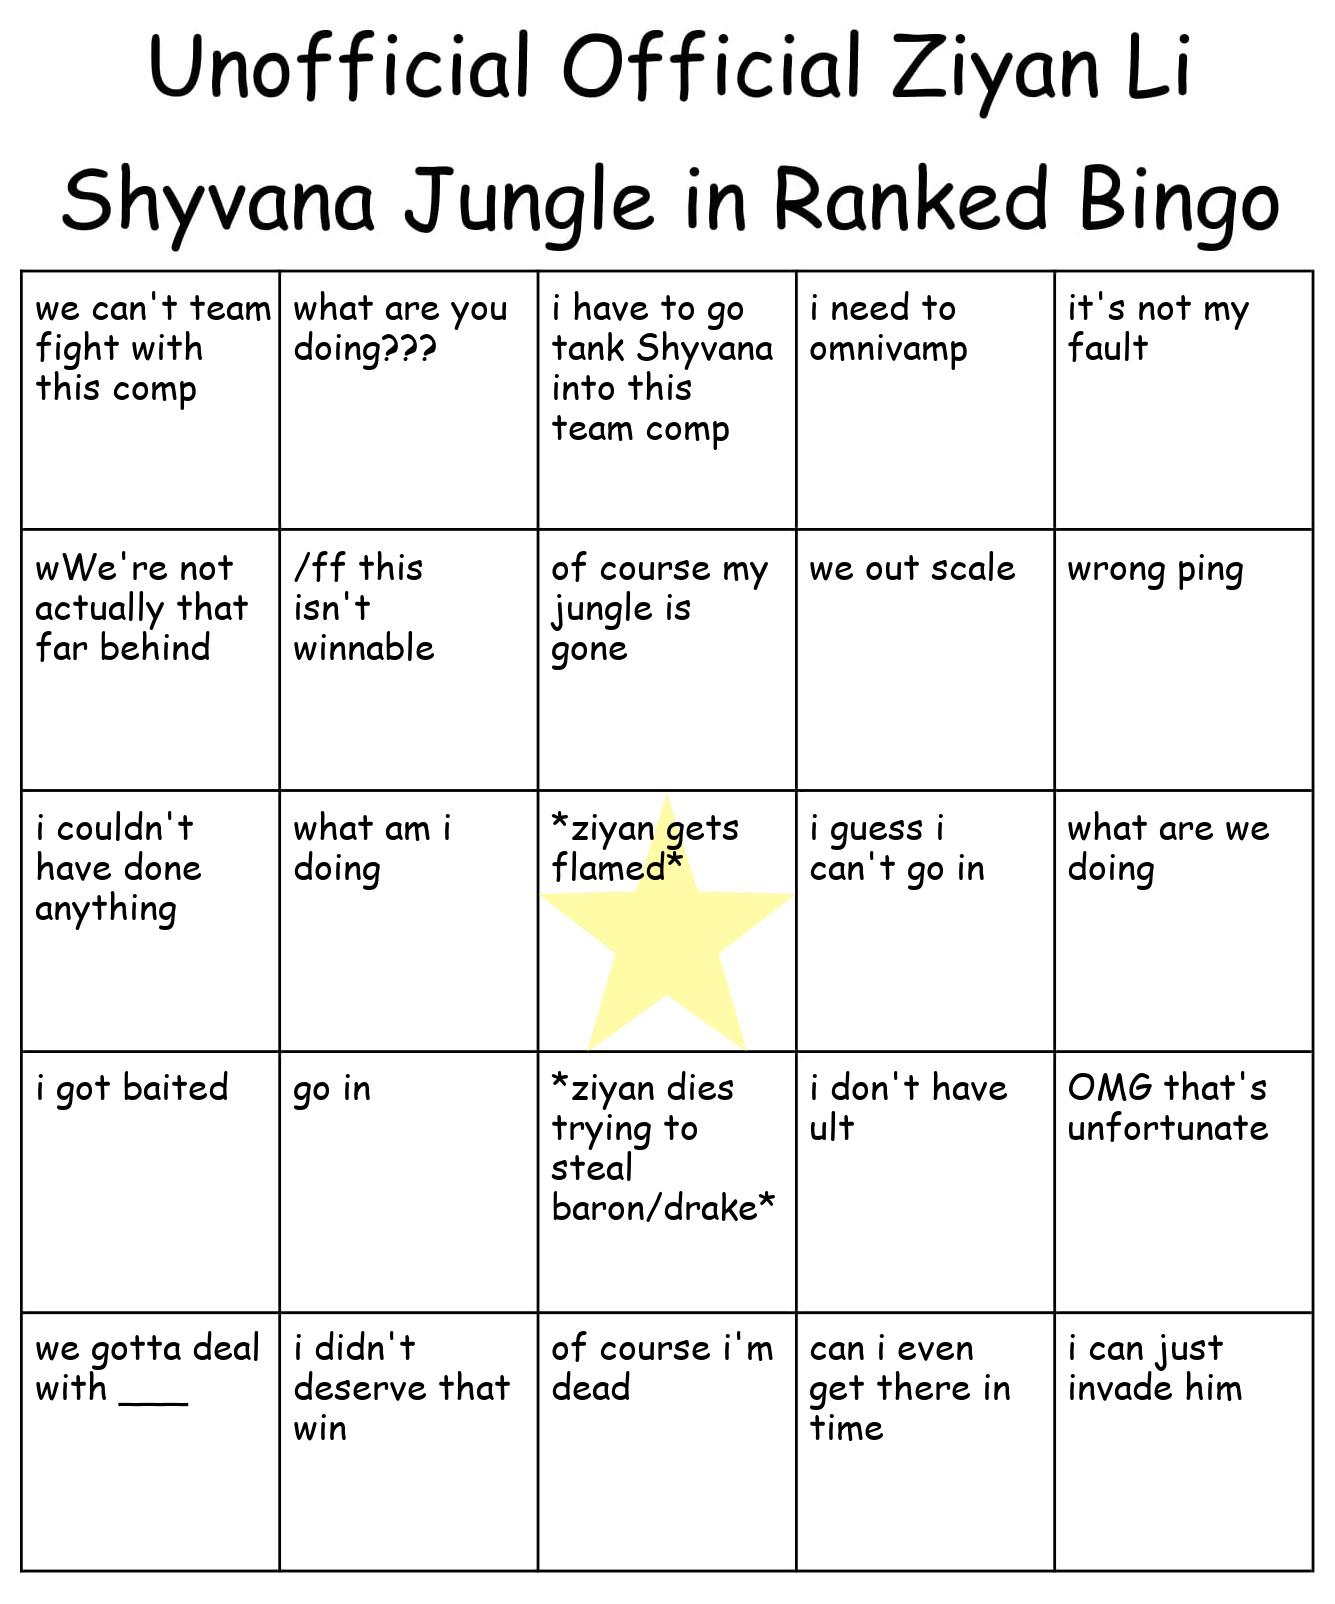 Unofficial Official Ziyan Li
Shyvana Jungle in Ranked Bingo
we can't team
fight with
this comp
what are you
doing???
i have to go
tank Shyvana
into this
team comp
i need to
omnivamp
it's not my
fault
wWe're not
actually that
far behind
/ff this
isn't
winnable
of course my
jungle is
gone
we out scale
wrong ping
i couldn't
have done
anything
what am i
doing
*ziyan gets
flamed*
i guess i
can't go in
what are we
doing
i got baited
go in
*ziyan dies
trying to
steal
baron/drake*
i don't have
ult
OMG that's
unfortunate
we gotta deal
with ___
i didn't
deserve that
win
of course i'm
dead
can i even
get there in
time
i can just
invade him